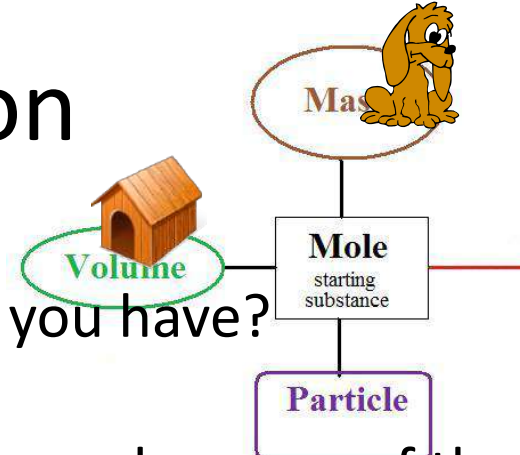 on
Mas
Volume
Mole
starting
substance
you have?
Particle